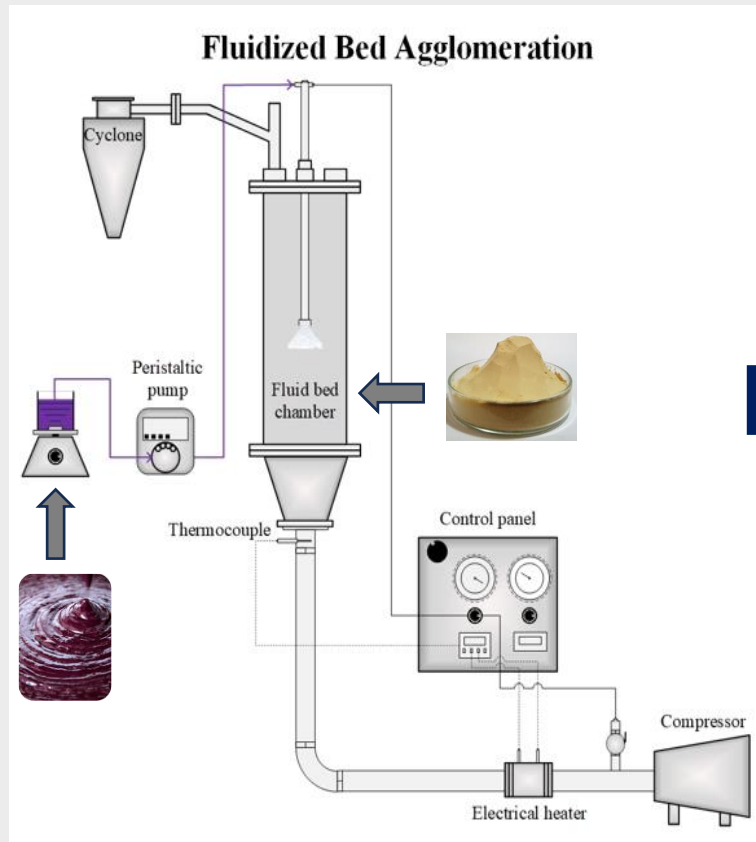 Fluidized Bed Agglomeration
Cyclone
Peristaltic
pump
Fluid bed
chamber
Thermocouple
Control panel
Compressor
Electrical heater